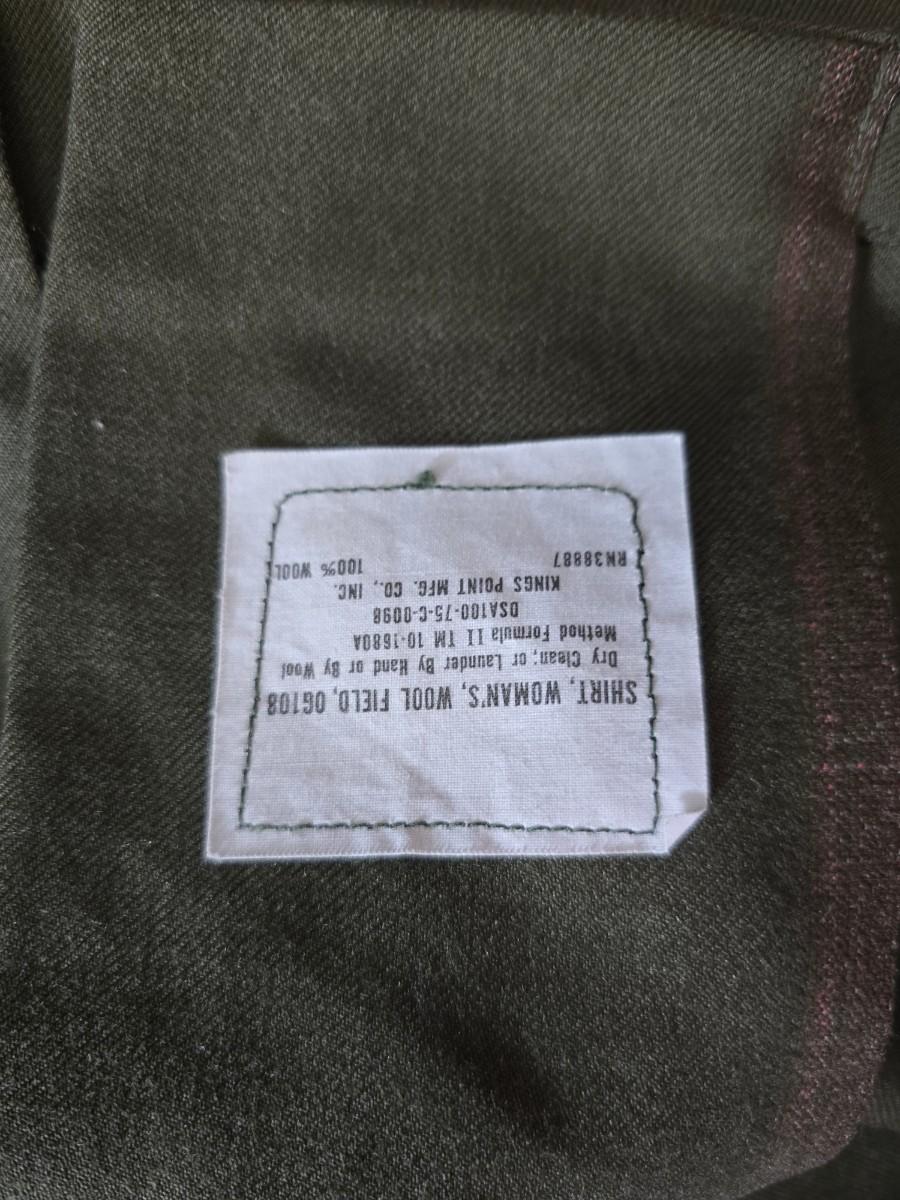 SHIRT, WOMAN'S, WOOL FIELD, OG108
Dry Clean; or Launder By Hand or By Wool
Method Formula II TM 10-1680A
DSA100-75-C-0098
KINGS POINT MFG. CO., INC.
RN38887 100% WOOL